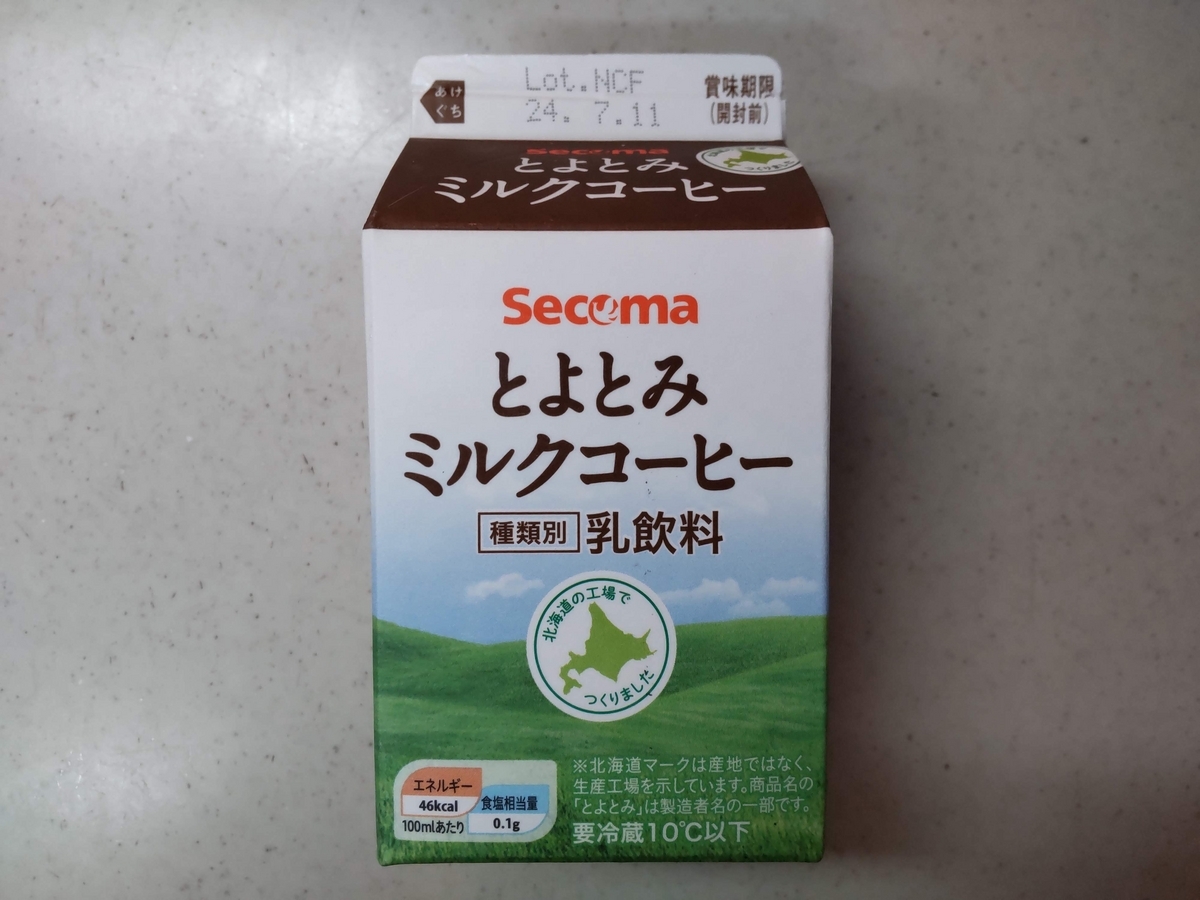 あけ
ぐち
Lot.NCF
24. 7.11
賞味期限
(開封前)
Secoma
とよとみ
ミルクコーヒー
つくりました
Secoma
とよとみ
ミルクコーヒー
種類別 乳飲料
北海道の工場で
つくりました
エネルギー
46kcal
100mlあたり
食塩相当量
0.1g
※北海道マークは産地ではなく、
生産工場を示しています。商品名の
「とよとみ」は製造者名の一部です。
要冷蔵10℃以下